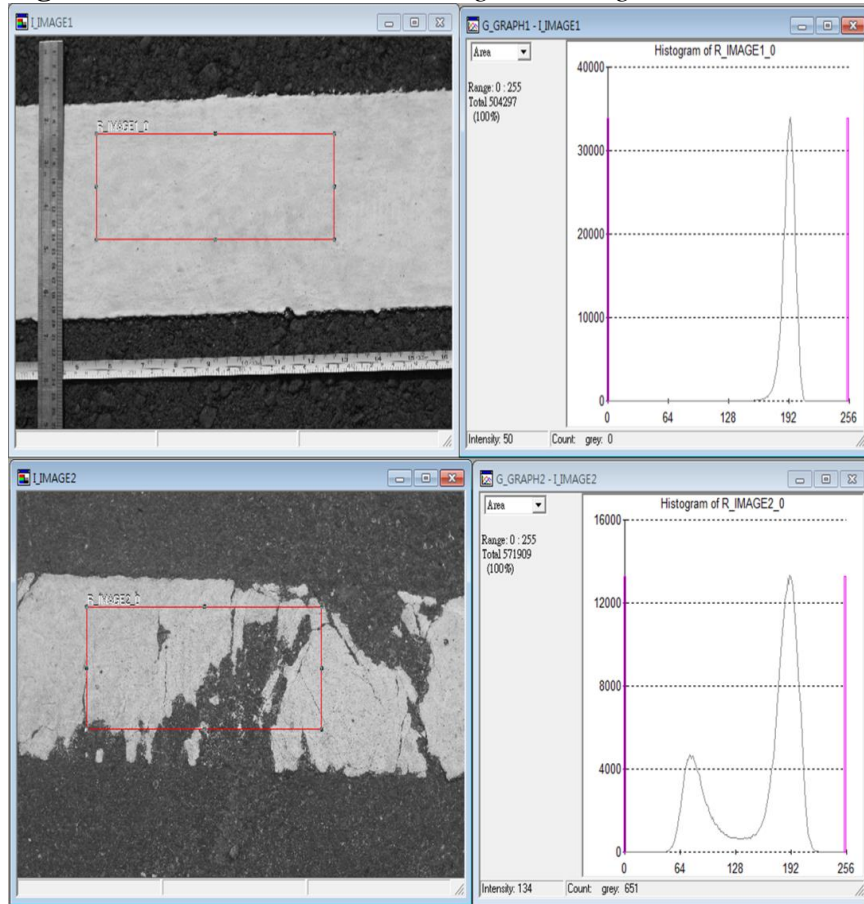 I_IMAGE1
R_IMAGE1_0
G_GRAPH1 - I_IMAGE1
Area
Range: 0 : 255
Total 504297
(100%)
Histogram of R_IMAGE1_0
40000
30000
20000
10000
0
0 64 128 192 256
Intensity: 50 Count: grey: 0
I_IMAGE2
R_IMAGE2_0
G_GRAPH2 - I_IMAGE2
Area
Range: 0 : 255
Total 571909
(100%)
Histogram of R_IMAGE2_0
16000
12000
8000
4000
0
0 64 128 192 256
Intensity: 134 Count: grey: 651